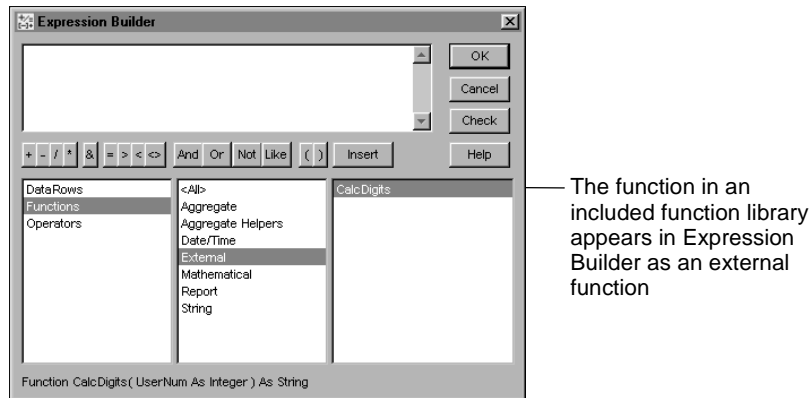 Expression Builder
OK
Cancel
Check
+ - / * & = > < <> And Or Not Like ( ) Insert Help
DataRows
Functions
Operators
<All>
Aggregate
Aggregate Helpers
Date/Time
External
Mathematical
Report
String
CalcDigits
Function CalcDigits( UserNum As Integer ) As String
The function in an
included function library
appears in Expression
Builder as an external
function